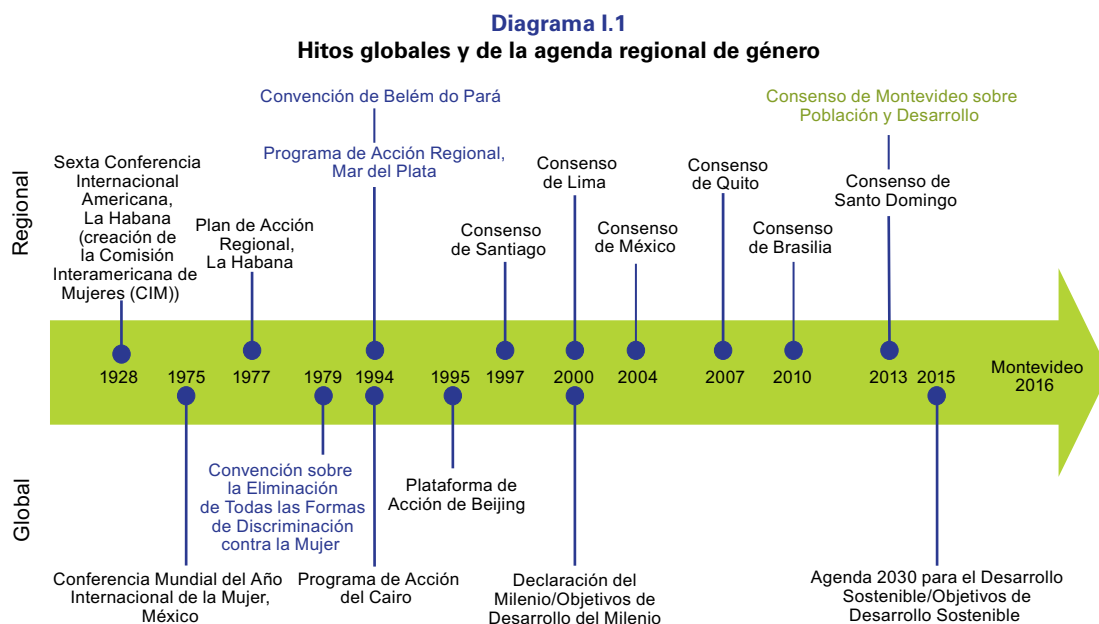 Diagrama I.1
Hitos globales y de la agenda regional de género
Regional
Sexta Conferencia
Internacional
Americana,
La Habana
(creación de
la Comisión
Interamericana de
Mujeres (CIM))
Plan de Acción
Regional,
La Habana
Convención de Belém do Pará
Programa de Acción Regional,
Mar del Plata
Consenso
de Santiago
Consenso
de Lima
Consenso
de México
Consenso
de Quito
Consenso
de Brasilia
Consenso de Montevideo sobre
Población y Desarrollo
Consenso de
Santo Domingo
1928
1975
1977
1979
1994
1995
1997
2000
2004
2007
2010
2013
2015
Montevideo
2016
Global
Conferencia Mundial del Año
Internacional de la Mujer,
México
Convención sobre
la Eliminación
de Todas las Formas
de Discriminación
contra la Mujer
Programa de Acción
del Cairo
Plataforma de
Acción de Beijing
Declaración del
Milenio/Objetivos de
Desarrollo del Milenio
Agenda 2030 para el Desarrollo
Sostenible/Objetivos de
Desarrollo Sostenible